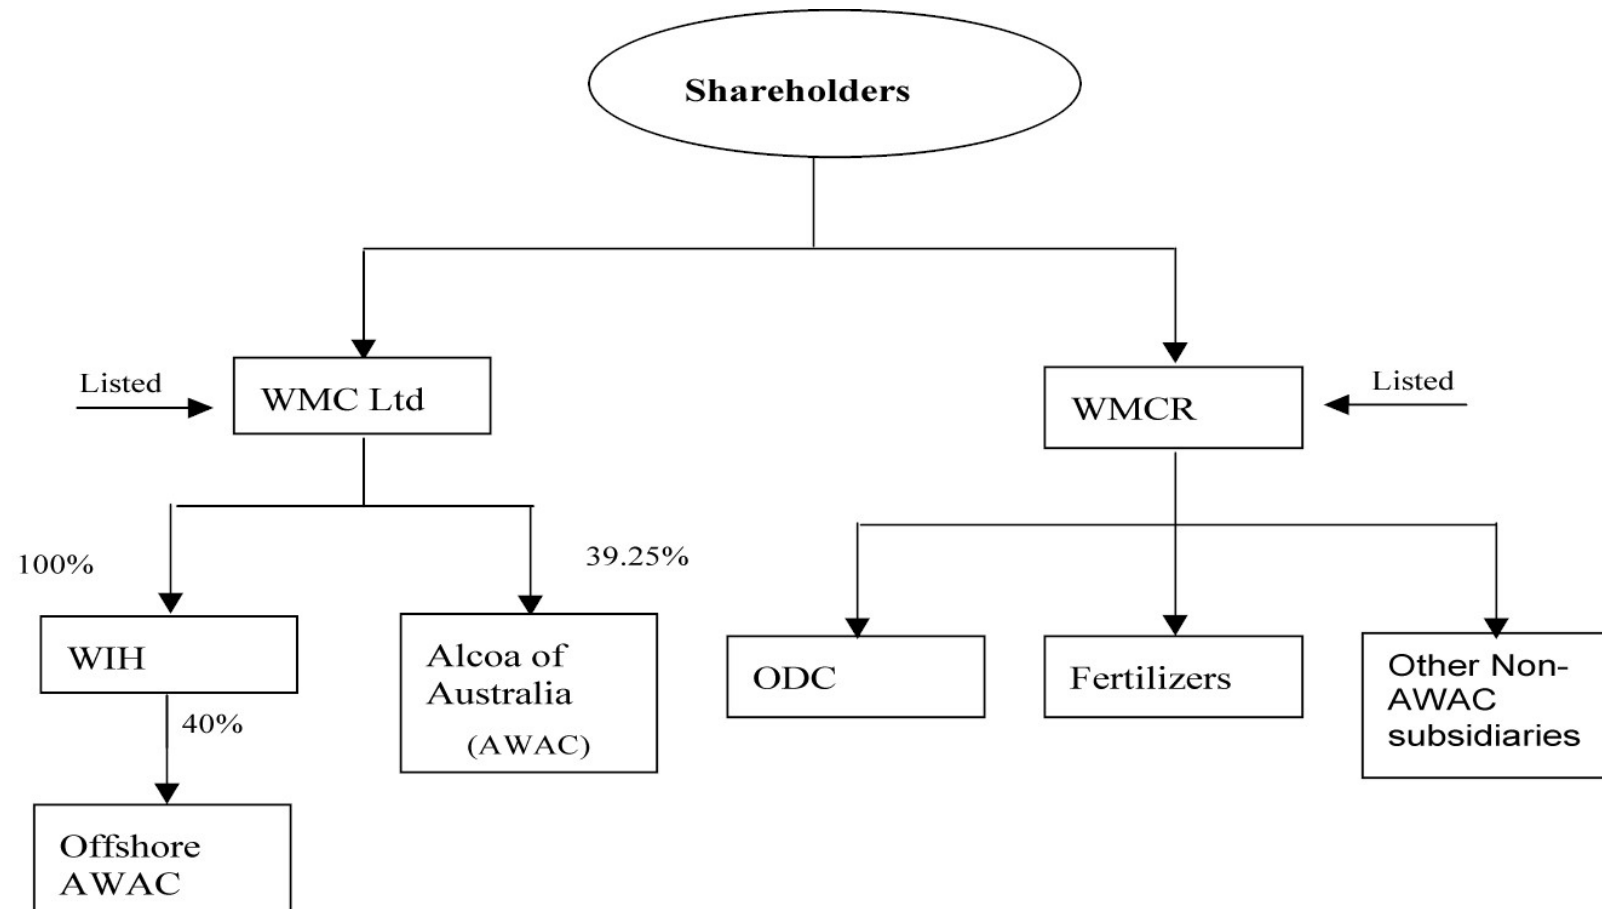 Shareholders
Listed
WMC Ltd
Listed
WMCR
100%
39.25%
WIH
Alcoa of
Australia
(AWAC)
ODC
Fertilizers
Other Non-
AWAC
subsidiaries
40%
Offshore
AWAC